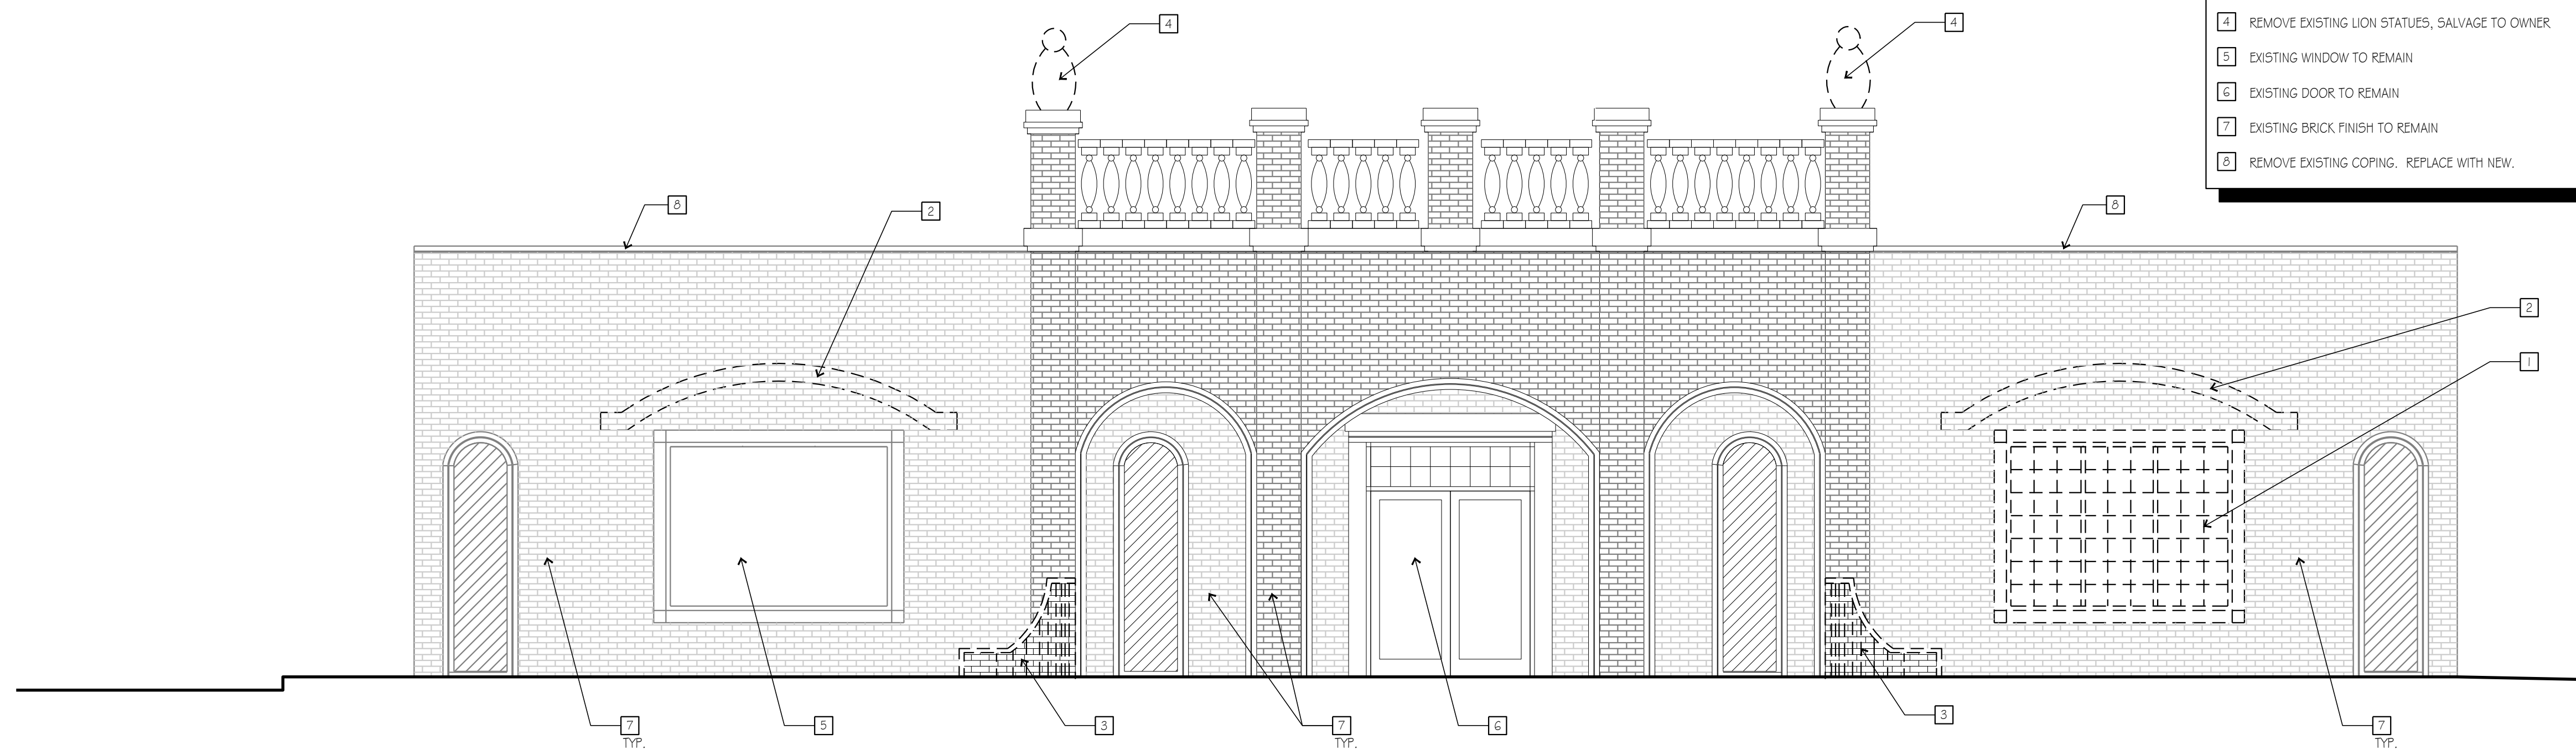 4 REMOVE EXISTING LION STATUES, SALVAGE TO OWNER
5 EXISTING WINDOW TO REMAIN
6 EXISTING DOOR TO REMAIN
7 EXISTING BRICK FINISH TO REMAIN
8 REMOVE EXISTING COPING. REPLACE WITH NEW.
4
4
8
2
8
2
1
7
TYP.
5
3
7
TYP.
6
3
7
TYP.